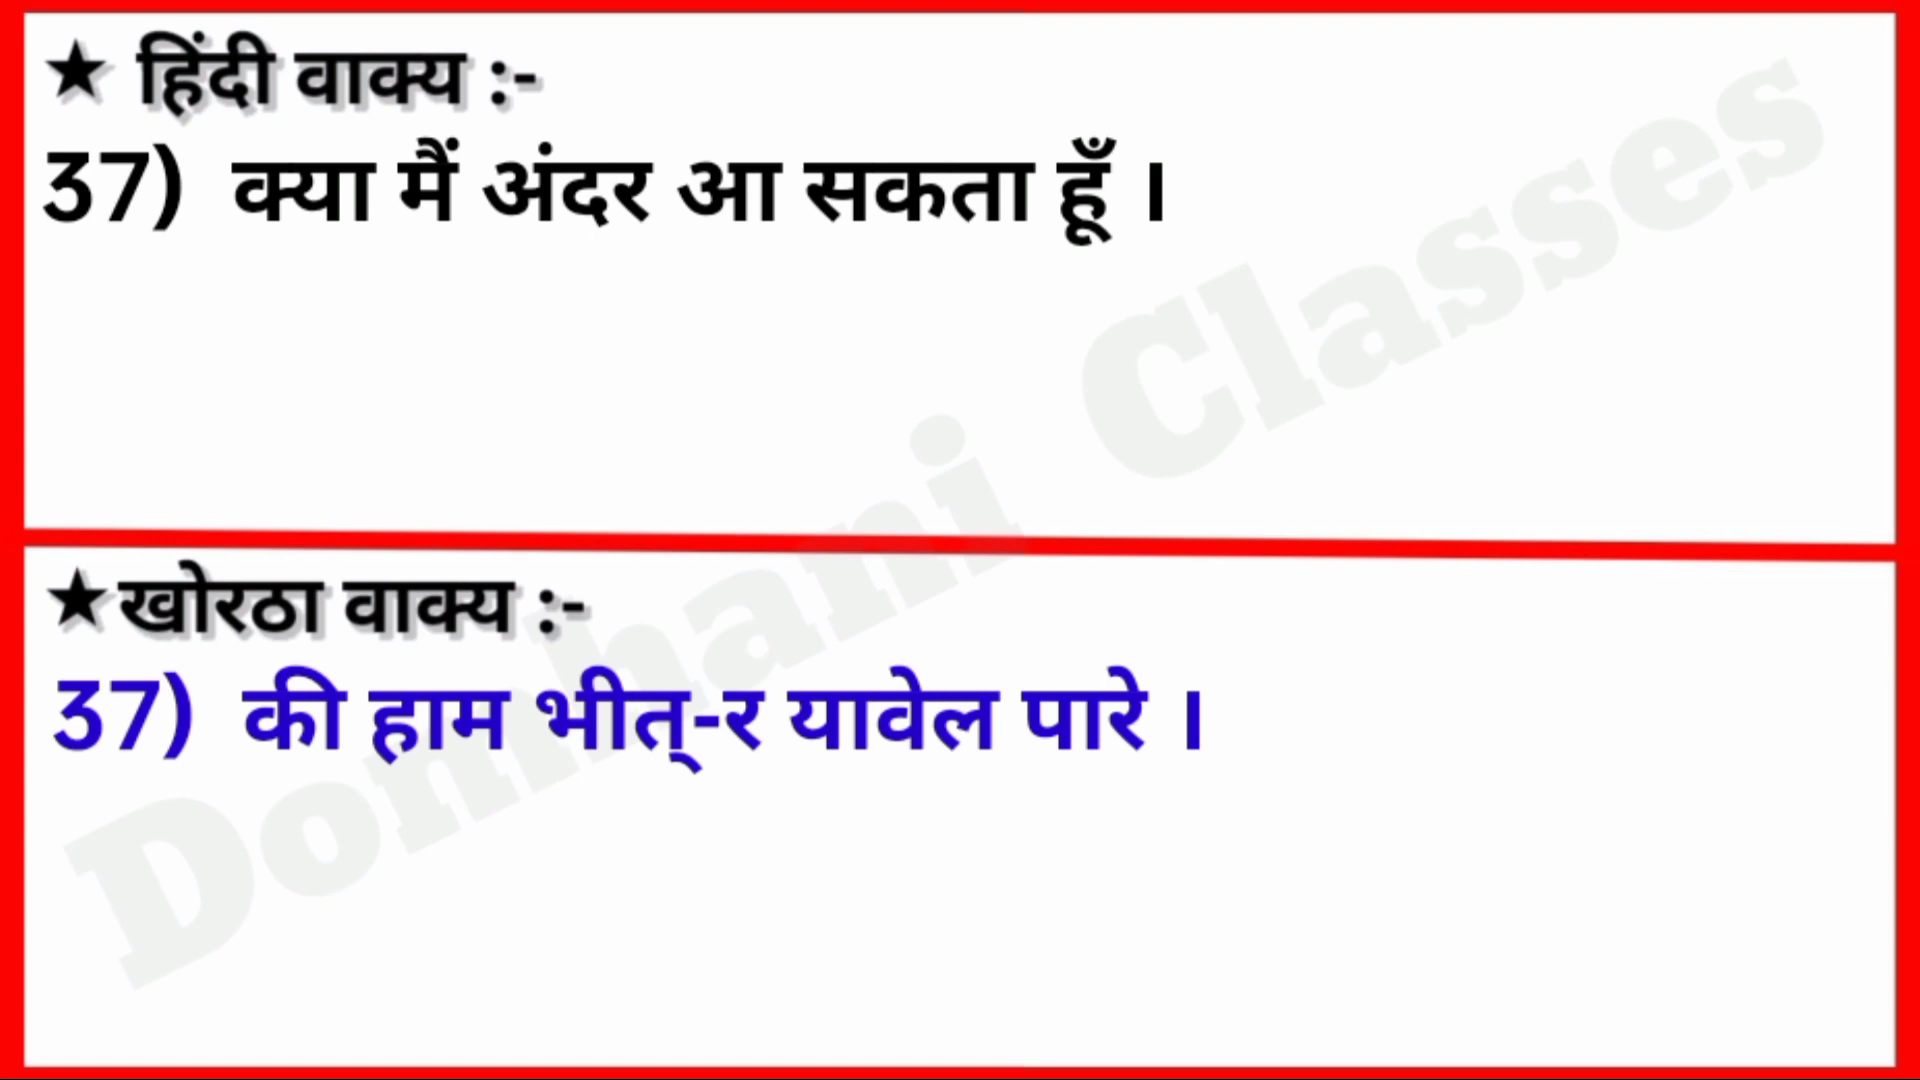 ★ हिंदी वाक्य :-
37) क्या मैं अंदर आ सकता हूँ ।
★खोरठा वाक्य :-
37) की हाम भीत्-र यावेल पारे ।
Domhani Classes